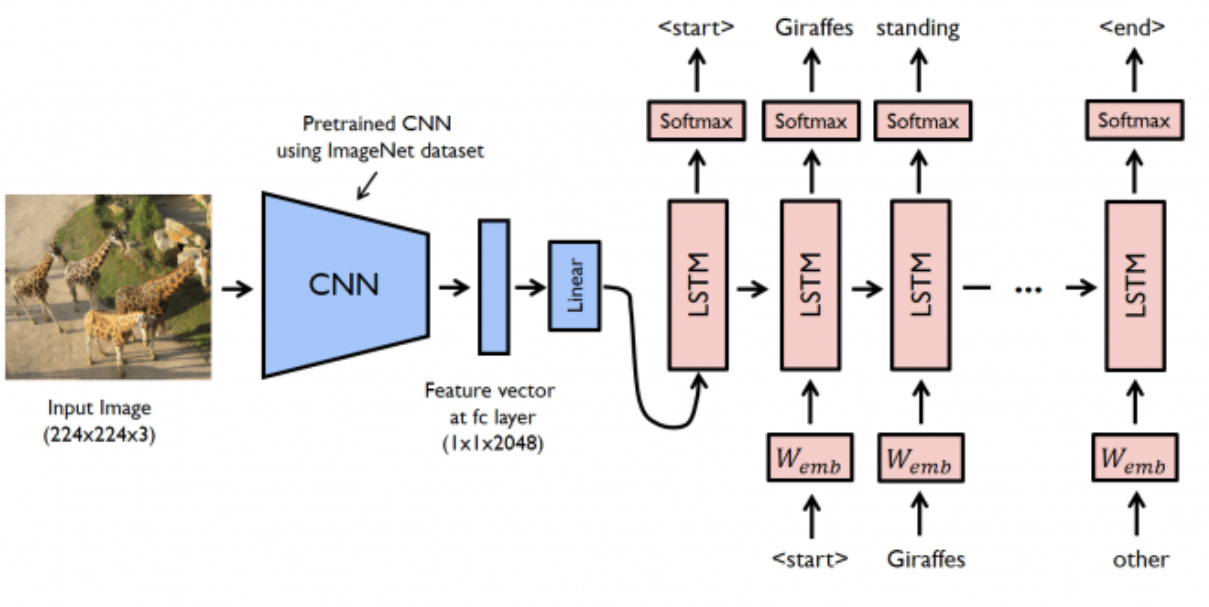 <start> Giraffes standing <end>
Softmax Softmax Softmax Softmax
Pretrained CNN
using ImageNet dataset
CNN
Linear
LSTM LSTM LSTM ... LSTM
Input Image
(224x224x3)
Feature vector
at fc layer
(1x1x2048)
W_emb W_emb W_emb
<start> Giraffes other